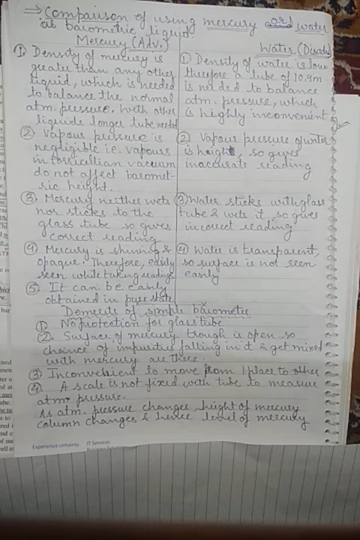 → Comparison of using mercury or water
as barometric liquid
Mercury (Adv.)
Water (Disadv)
① Density of mercury is
greater than any other
liquid, which is needed
to balance the normal
atm. pressure. With other
liquids longer tube needed
① Density of water is low
therefore a tube of 10.4m
is needed to balance
atm. pressure, which
is highly inconvenient
② Vapour pressure is
negligible i.e. vapours
in torricellian vacuum
do not affect baromet-
ric height.
② Vapour pressure of water
is height, so gives
inaccurate reading
③ Mercury neither wets
nor sticks to the
glass tube so gives
correct reading
③ Water sticks with glass
tube & wets it, so gives
incorrect reading
④ Mercury is shining &
opaque. Therefore, easily
seen while taking readings
④ Water is transparent,
so surface is not seen
easily
⑤ It can be easily
obtained in pure state
Demerits of simple barometer
① No protection for glass tube
② Surface of mercury trough is open so
chance of impurities falling in it & get mixed
with mercury are there
③ Inconvenient to move from 1 place to other
④ A scale is not fixed with tube to measure
atm pressure.
As atm. pressure changes, height of mercury
column changes & hence level of mercury
Experience certainty. IT Services